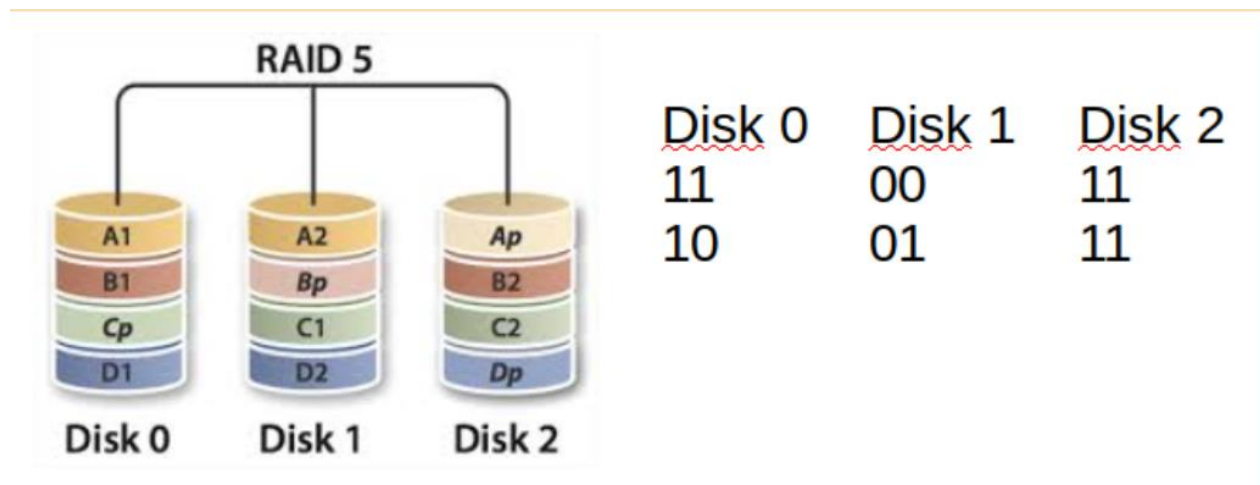 RAID 5
A1 A2 Ap
B1 Bp B2
Cp C1 C2
D1 D2 Dp
Disk 0 Disk 1 Disk 2
Disk 0 Disk 1 Disk 2
11 00 11
10 01 11